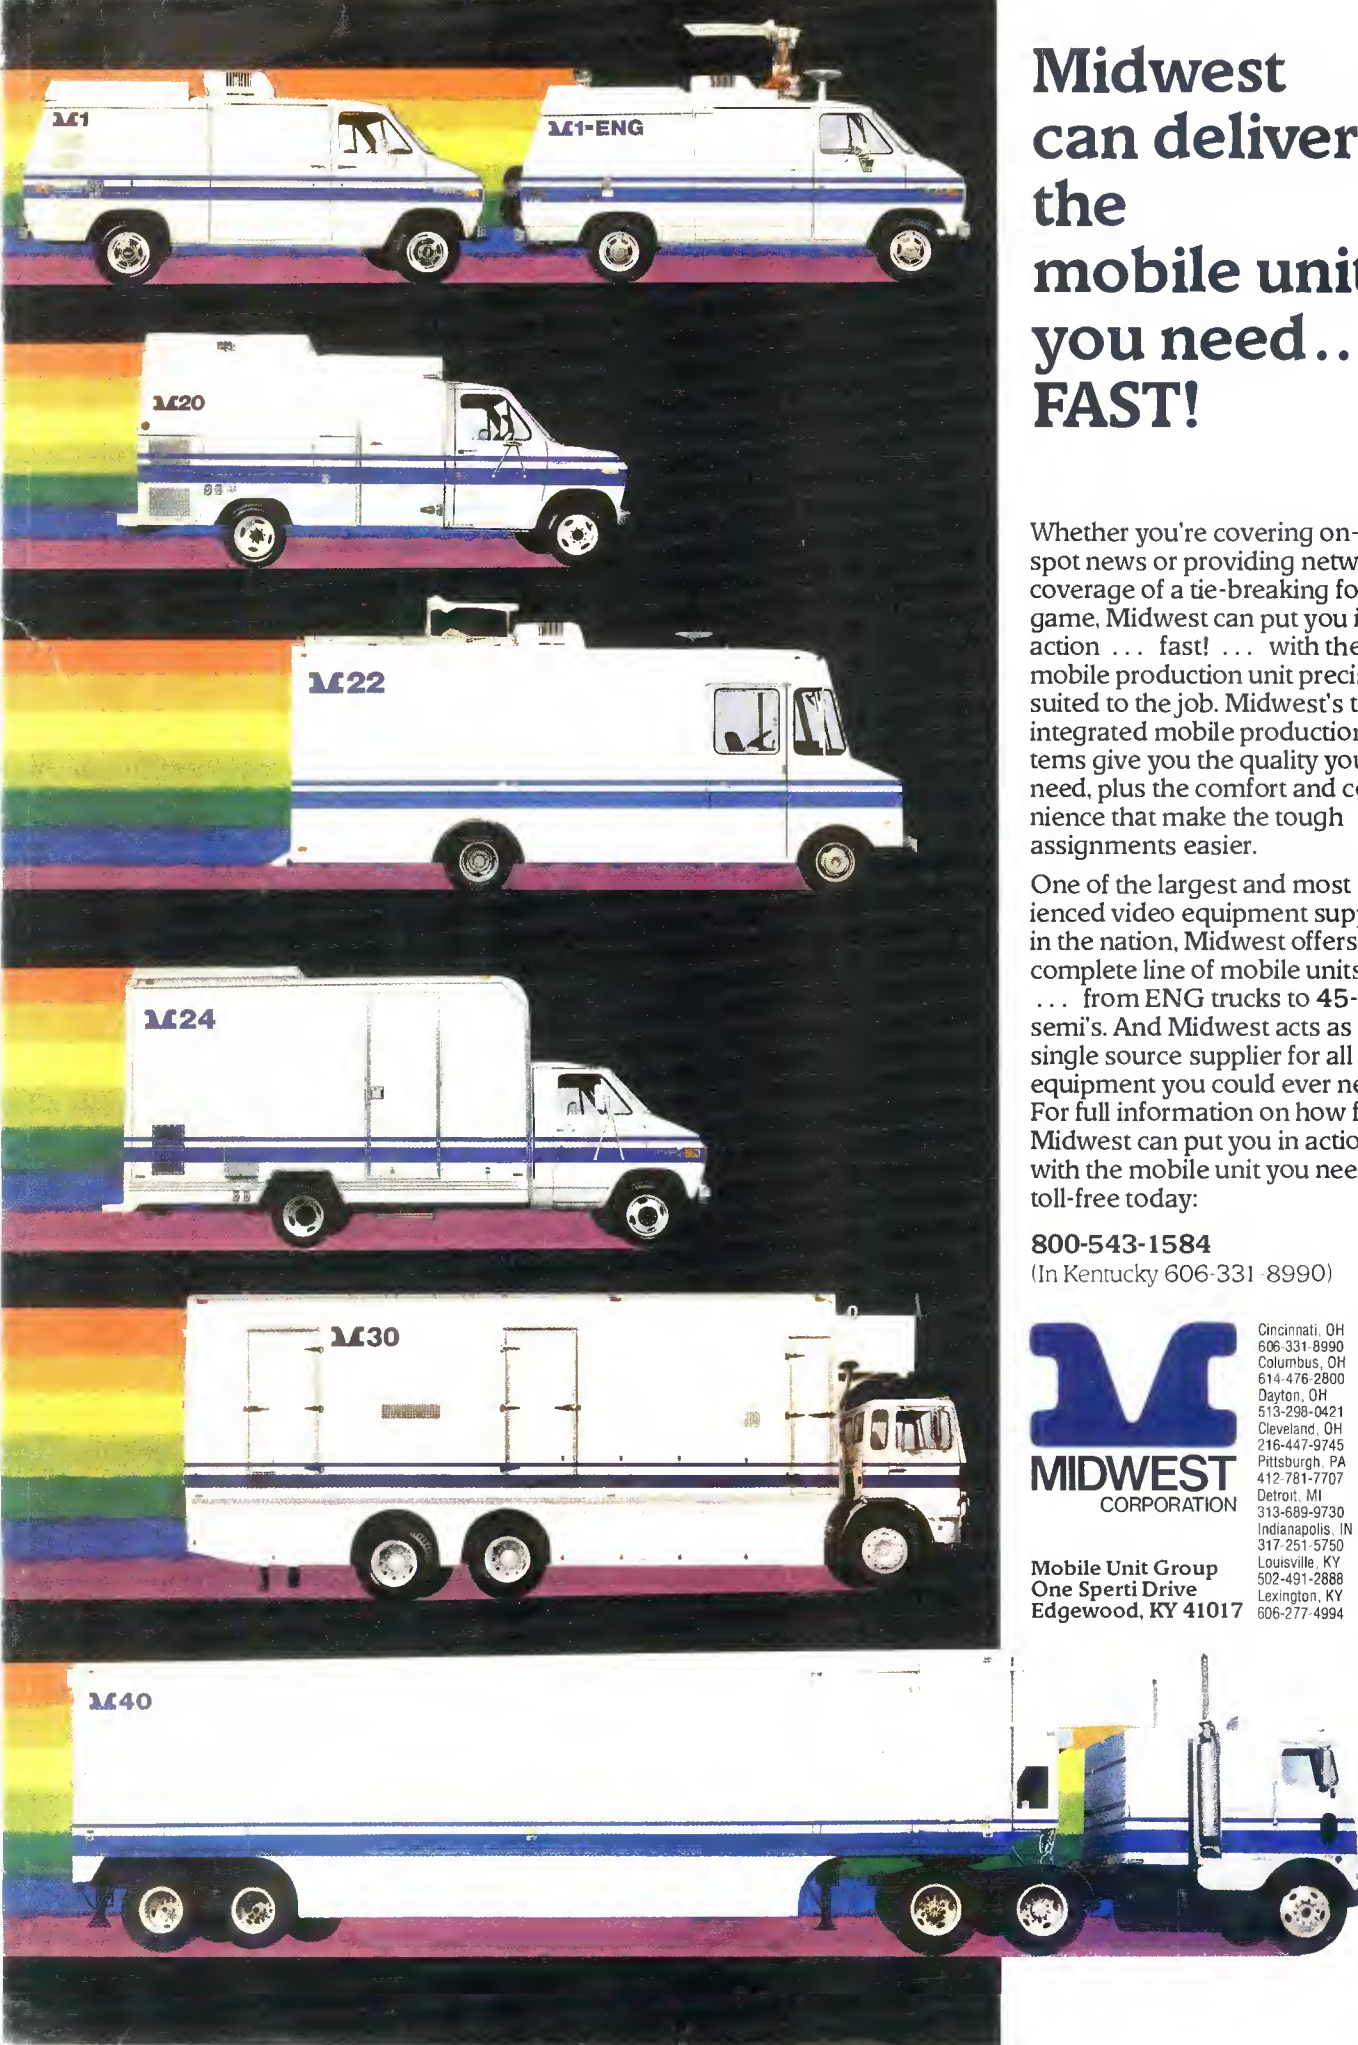 M1
M1-ENG
M20
M22
M24
M30
M40
Midwest
can deliver
the
mobile unit
you need..
FAST!
Whether you're covering on-
spot news or providing netw
coverage of a tie-breaking fo
game, Midwest can put you i
action ... fast! ... with the
mobile production unit preci
suited to the job. Midwest's t
integrated mobile production
tems give you the quality you
need, plus the comfort and co
nience that make the tough
assignments easier.
One of the largest and most
ienced video equipment supp
in the nation, Midwest offers
complete line of mobile units
... from ENG trucks to 45-
semi's. And Midwest acts as
single source supplier for all
equipment you could ever ne
For full information on how f
Midwest can put you in actio
with the mobile unit you nee
toll-free today:
800-543-1584
(In Kentucky 606-331-8990)
M
MIDWEST
CORPORATION
Mobile Unit Group
One Sperti Drive
Edgewood, KY 41017
Cincinnati, OH
606-331-8990
Columbus, OH
614-476-2800
Dayton, OH
513-298-0421
Cleveland, OH
216-447-9745
Pittsburgh, PA
412-781-7707
Detroit, MI
313-689-9730
Indianapolis, IN
317-251-5750
Louisville, KY
502-491-2888
Lexington, KY
606-277-4994